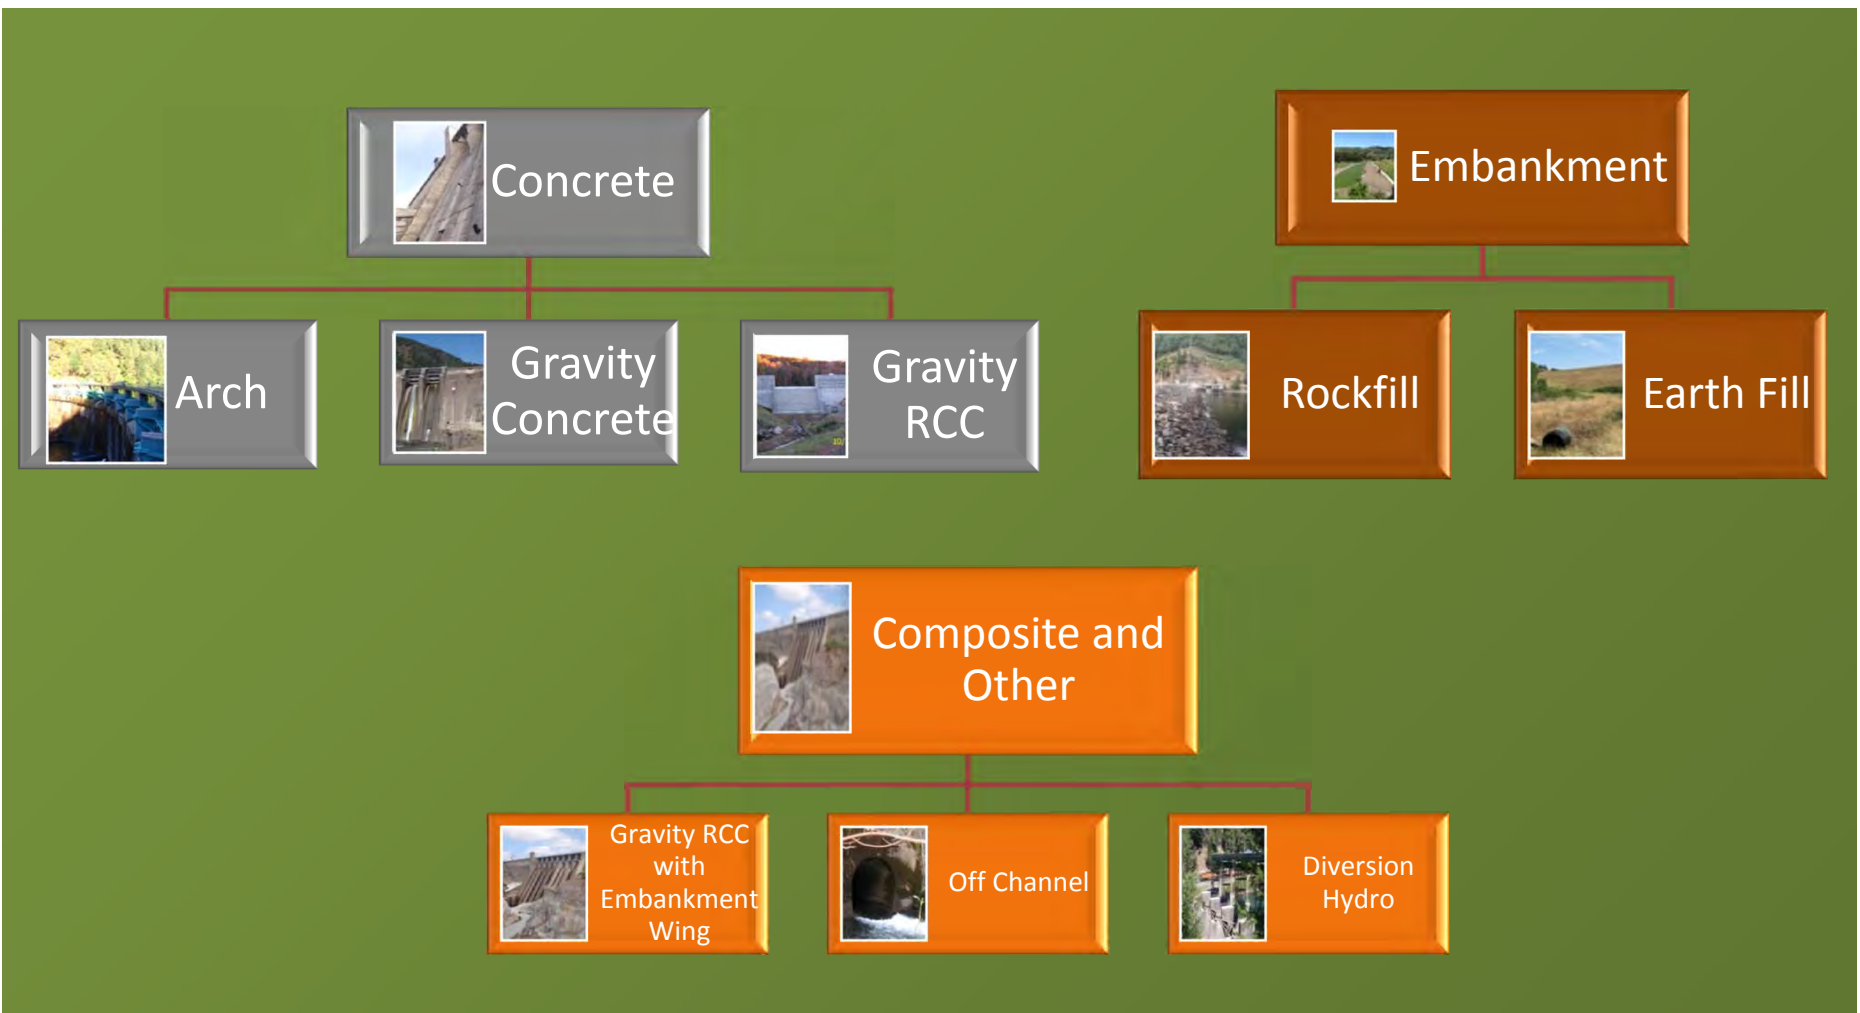 Concrete
Embankment
Arch
Gravity
Concrete
Gravity
RCC
Rockfill
Earth Fill
Composite and
Other
Gravity RCC
with
Embankment
Wing
Off Channel
Diversion
Hydro